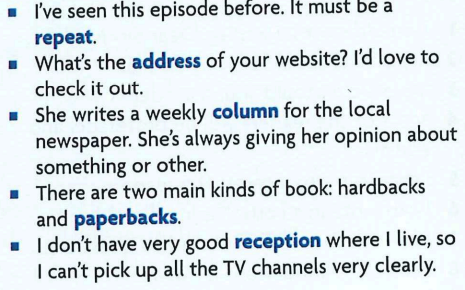 ▪ I've seen this episode before. It must be a
repeat.
▪ What's the address of your website? I'd love to
check it out.
▪ She writes a weekly column for the local
newspaper. She's always giving her opinion about
something or other.
▪ There are two main kinds of book: hardbacks
and paperbacks.
▪ I don't have very good reception where I live, so
I can't pick up all the TV channels very clearly.